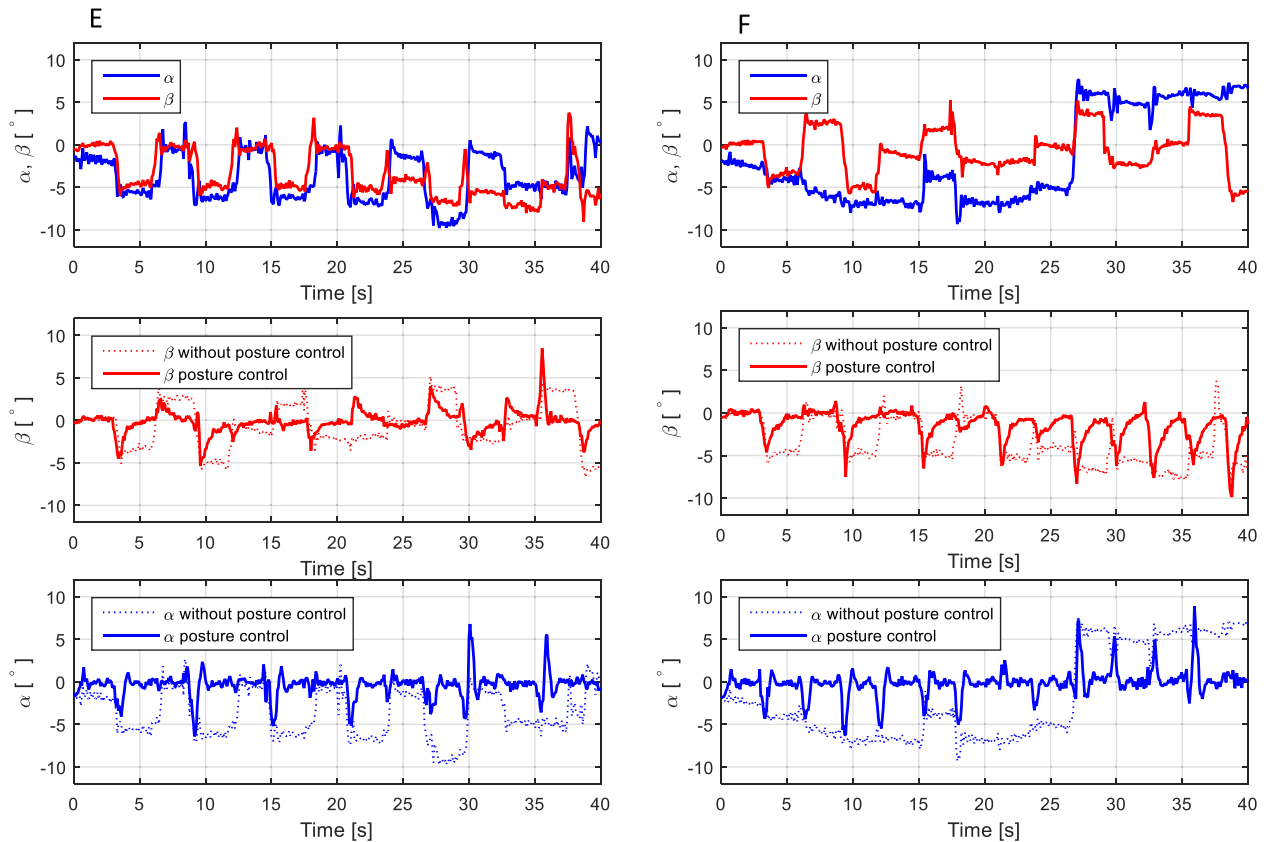 E
10
5
0
-5
-10
α, β [ ° ]
α
β
0 5 10 15 20 25 30 35 40
Time [s]
10
5
0
-5
-10
β [ ° ]
β without posture control
β posture control
0 5 10 15 20 25 30 35 40
Time [s]
10
5
0
-5
-10
α [ ° ]
α without posture control
α posture control
0 5 10 15 20 25 30 35 40
Time [s]
F
10
5
0
-5
-10
α, β [ ° ]
α
β
0 5 10 15 20 25 30 35 40
Time [s]
10
5
0
-5
-10
β [ ° ]
β without posture control
β posture control
0 5 10 15 20 25 30 35 40
Time [s]
10
5
0
-5
-10
α [ ° ]
α without posture control
α posture control
0 5 10 15 20 25 30 35 40
Time [s]